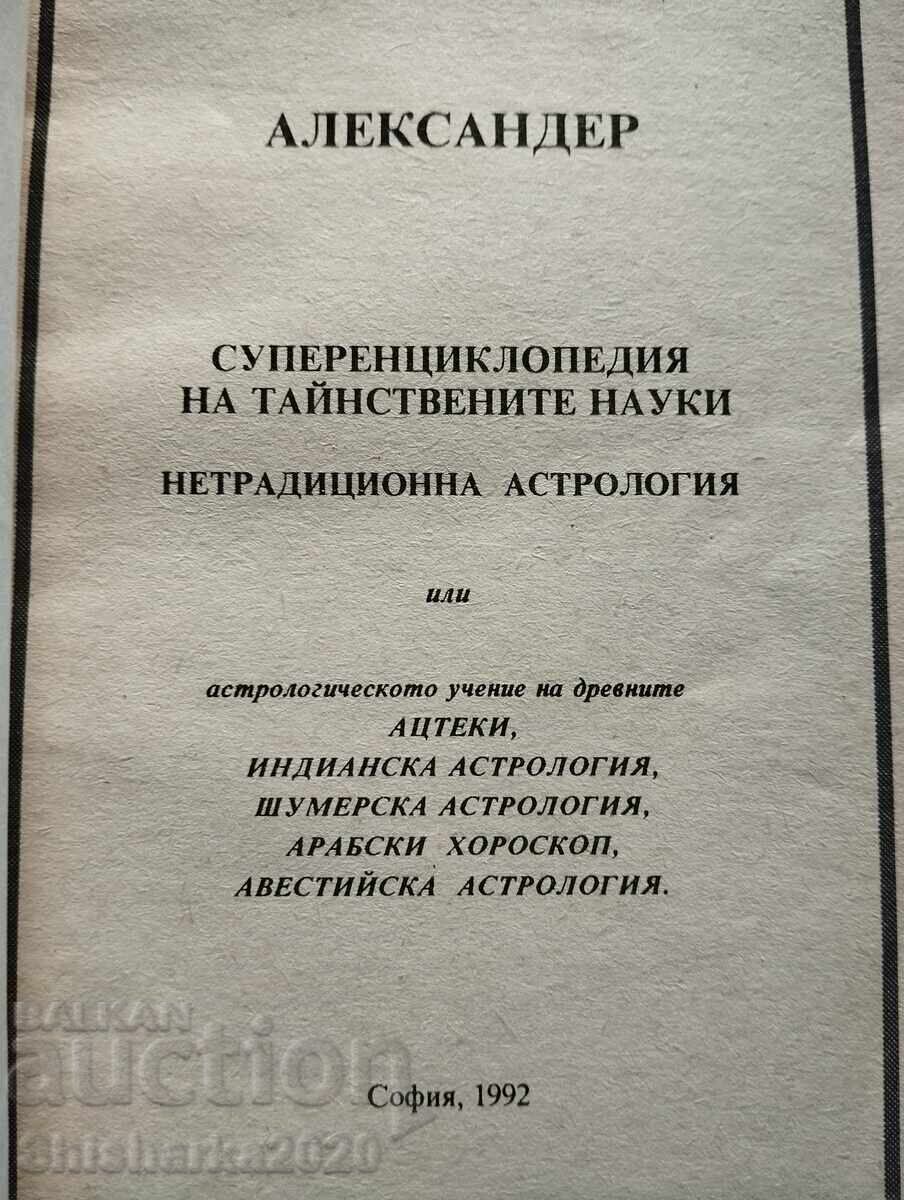 АЛЕКСАНДЕР
СУПЕРЕНЦИКЛОПЕДИЯ
НА ТАЙНСТВЕНИТЕ НАУКИ
НЕТРАДИЦИОННА АСТРОЛОГИЯ
или
астрологическото учение на древните
АЦТЕКИ,
ИНДИАНСКА АСТРОЛОГИЯ,
ШУМЕРСКА АСТРОЛОГИЯ,
АРАБСКИ ХОРОСКОП,
АВЕСТИЙСКА АСТРОЛОГИЯ.
BALKAN
auction
София, 1992
shisharka2020